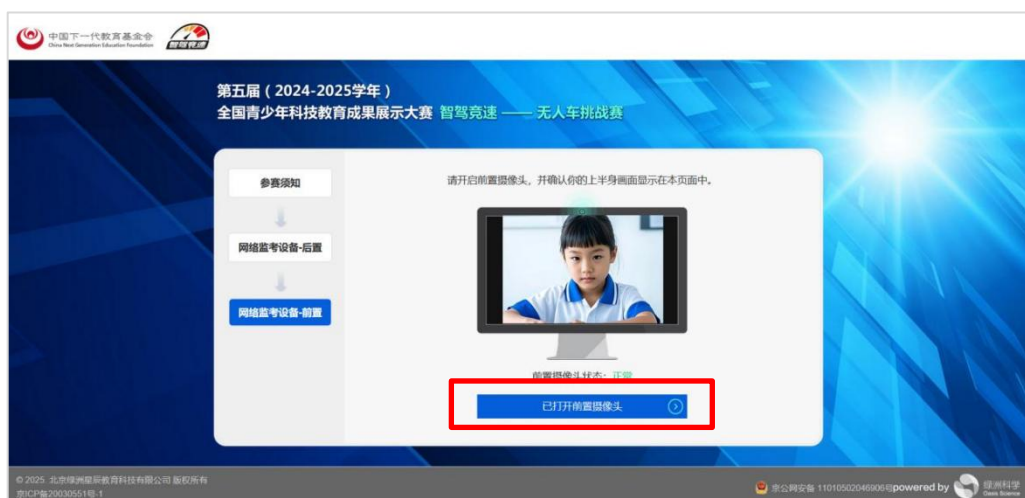 中国下一代教育基金会
China Next Generation Education Foundation
智驾竞速
第五届（2024-2025学年）
全国青少年科技教育成果展示大赛 智驾竞速 —— 无人车挑战赛
参赛须知
网络监考设备-后置
网络监考设备-前置
请开启前置摄像头，并确认你的上半身画面显示在本页面中。
前置摄像头状态：正常
已打开前置摄像头
© 2025 北京绿洲星辰教育科技有限公司 版权所有
京ICP备20030551号-1
京公网安备 11010502046906号powered by
绿洲科学
Oases Science